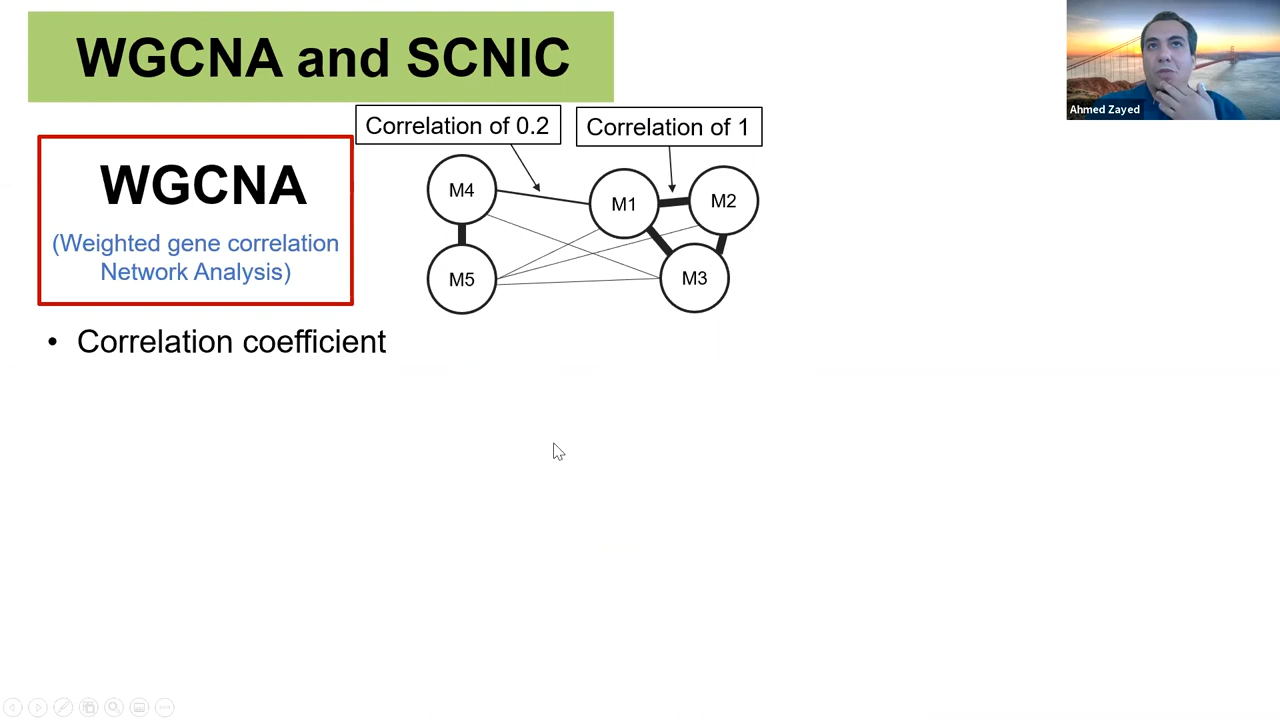 WGCNA and SCNIC
Ahmed Zayed
Correlation of 0.2
Correlation of 1
WGCNA
(Weighted gene correlation
Network Analysis)
M4
M1
M2
M5
M3
• Correlation coefficient